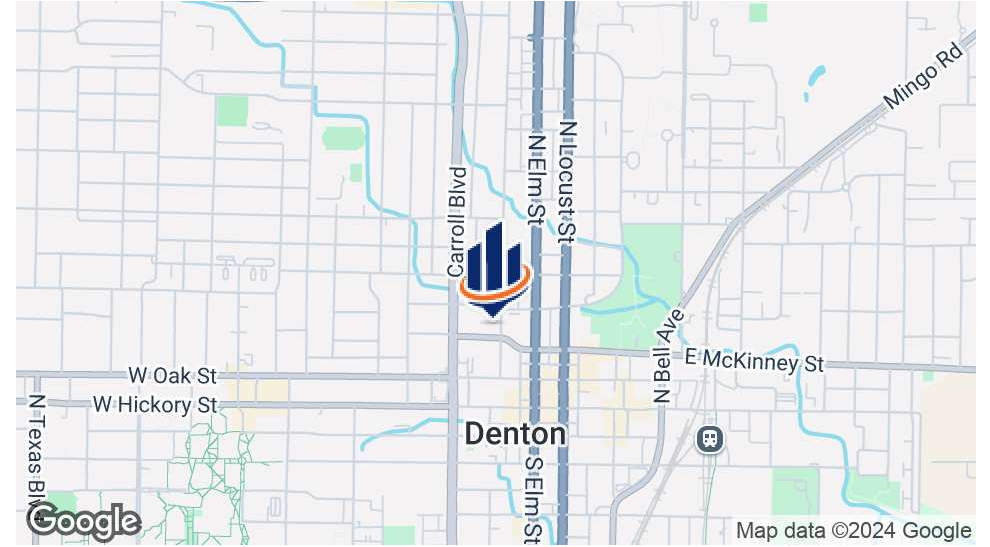 Mingo Rd
N Elm St
N Locust St
Carroll Blvd
N Bell Ave
E McKinney St
W Oak St
W Hickory St
N Texas Blvd
Denton
S Elm St
Google
Map data ©2024 Google